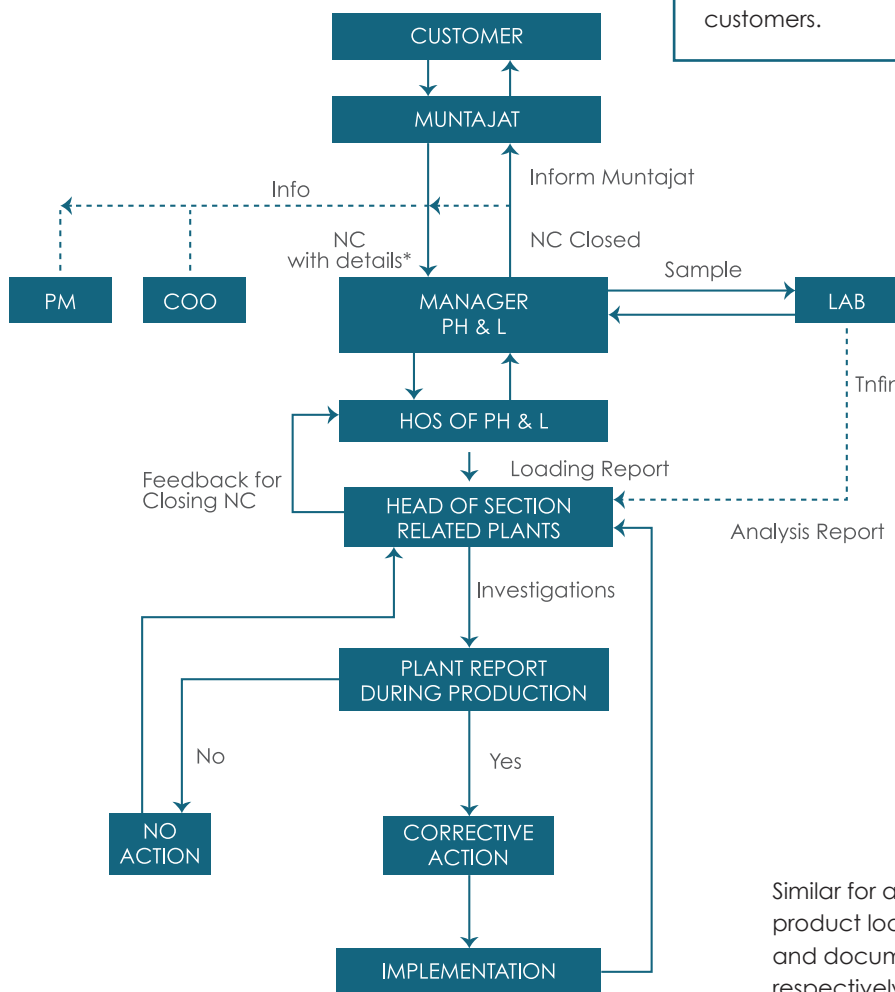 customers.
CUSTOMER
MUNTAJAT
Inform Muntajat
Info
NC
with details*
NC Closed
Sample
PM
COO
MANAGER
PH & L
LAB
Tnfin
HOS OF PH & L
Loading Report
Feedback for
Closing NC
HEAD OF SECTION
RELATED PLANTS
Analysis Report
Investigations
PLANT REPORT
DURING PRODUCTION
No
Yes
NO
ACTION
CORRECTIVE
ACTION
Similar for a
product loc
and docum
respectively
IMPLEMENTATION